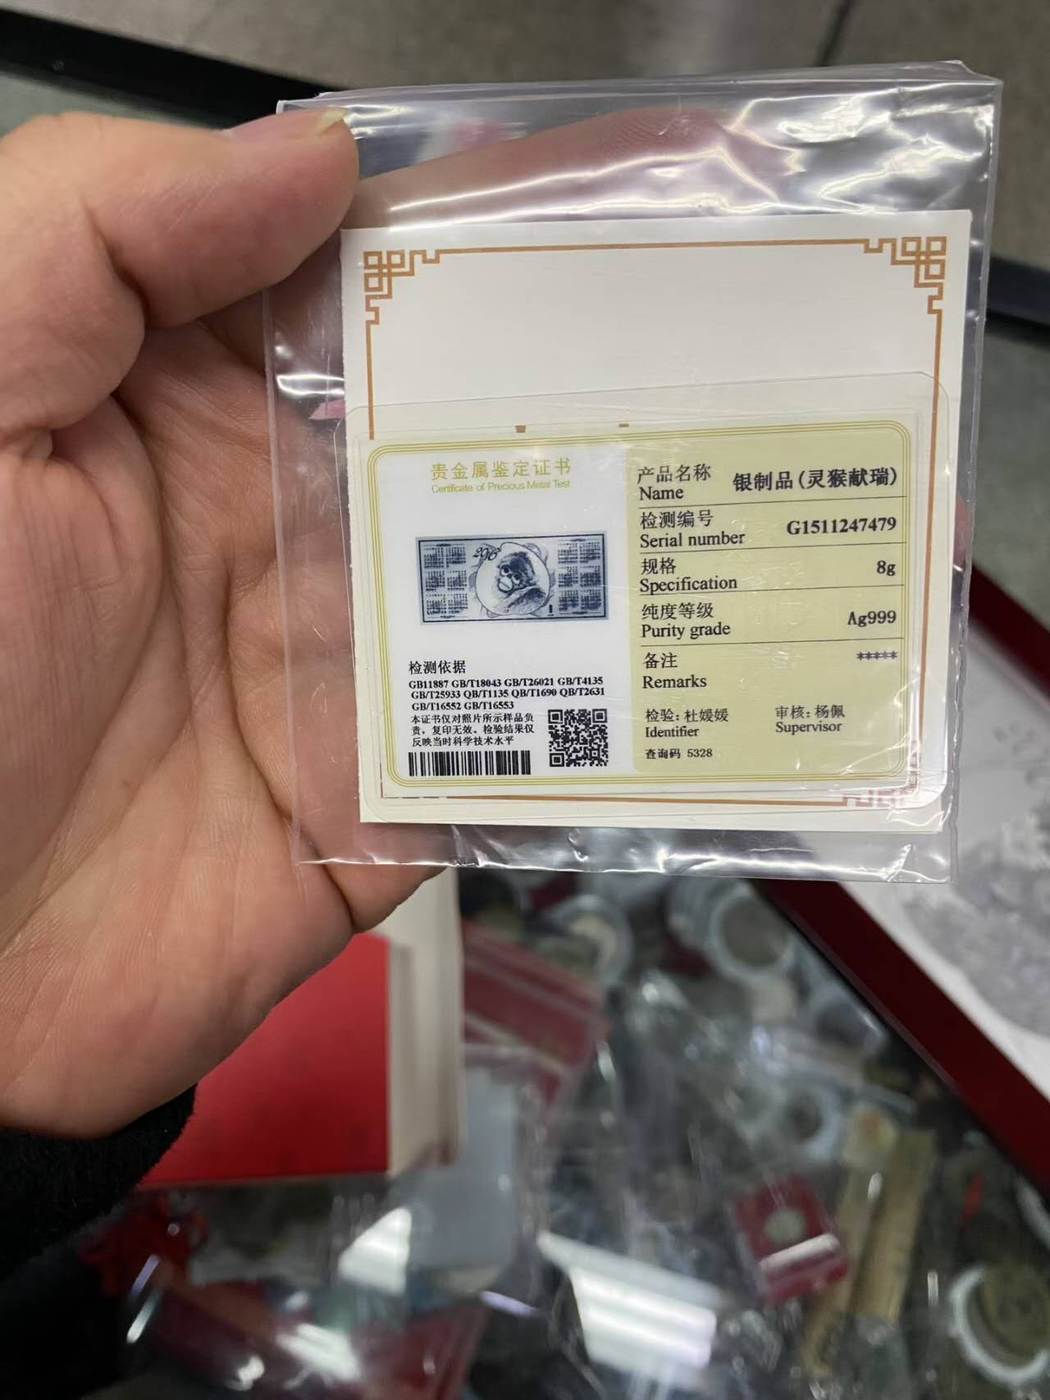 贵金属鉴定证书
Certificate of Precious Metal Test
2016
检测依据
GB11887 GB/T18043 GB/T26021 GB/T4135
GB/T25933 QB/T1135 QB/T1690 QB/T2631
GB/T16552 GB/T16553
本证书仅对照片所示样品负
责，复印无效。检验结果仅
反映当时科学技术水平
产品名称 银制品(灵猴献瑞)
Name
检测编号 G1511247479
Serial number
规格 8g
Specification
纯度等级 Ag999
Purity grade
备注 *****
Remarks
检验：杜媛媛 审核：杨佩
Identifier Supervisor
查询码 5328